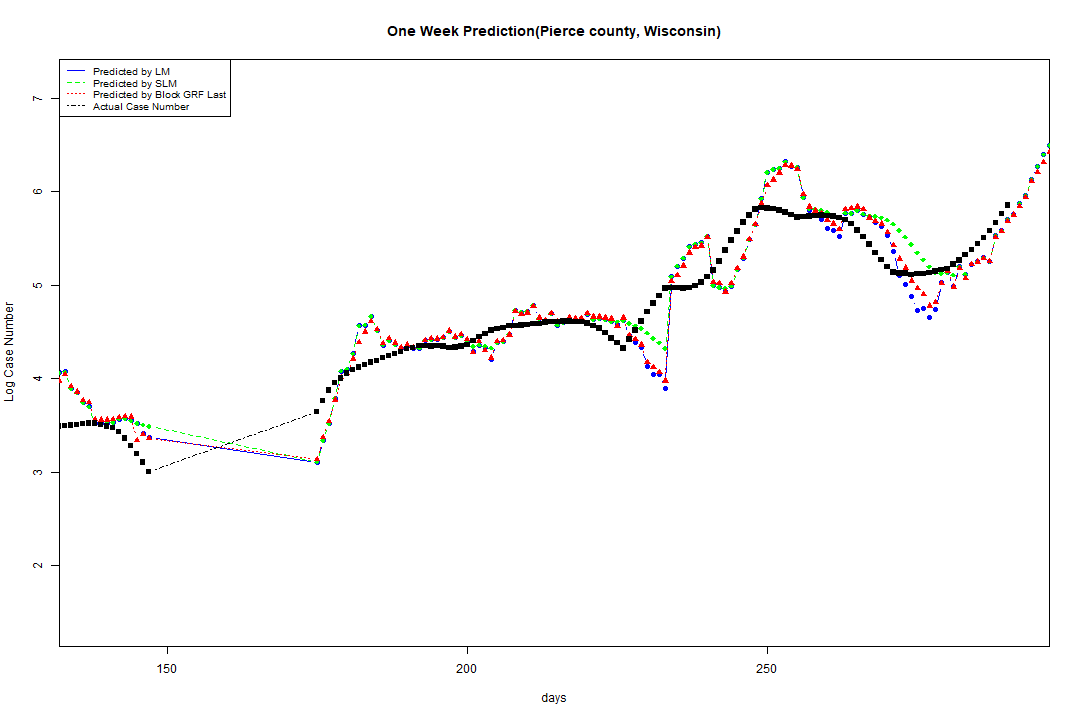 One Week Prediction(Pierce county, Wisconsin)
Predicted by LM
Predicted by SLM
Predicted by Block GRF Last
Actual Case Number
Log Case Number
7
6
5
4
3
2
150
200
250
days